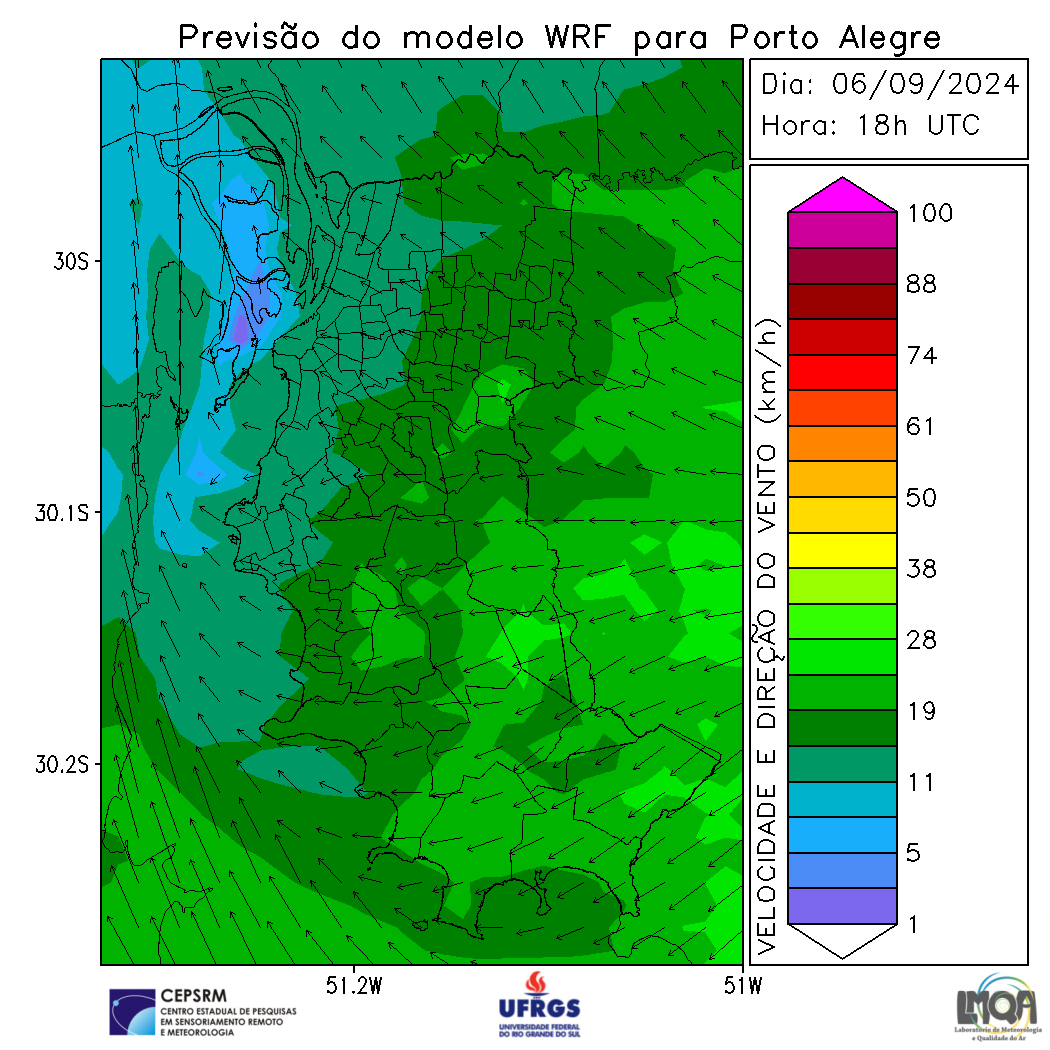 Previsão do modelo WRF para Porto Alegre
Dia: 06/09/2024
Hora: 18h UTC
30S
30.1S
30.2S
51.2W
51W
VELOCIDADE E DIREÇÃO DO VENTO (km/h)
100
88
74
61
50
38
28
19
11
5
1
CEPSRM
CENTRO ESTADUAL DE PESQUISAS
EM SENSORIAMENTO REMOTO
E METEOROLOGIA
UFRGS
UNIVERSIDADE FEDERAL
DO RIO GRANDE DO SUL
LMQA
Laboratório de Meteorologia
e Qualidade do Ar